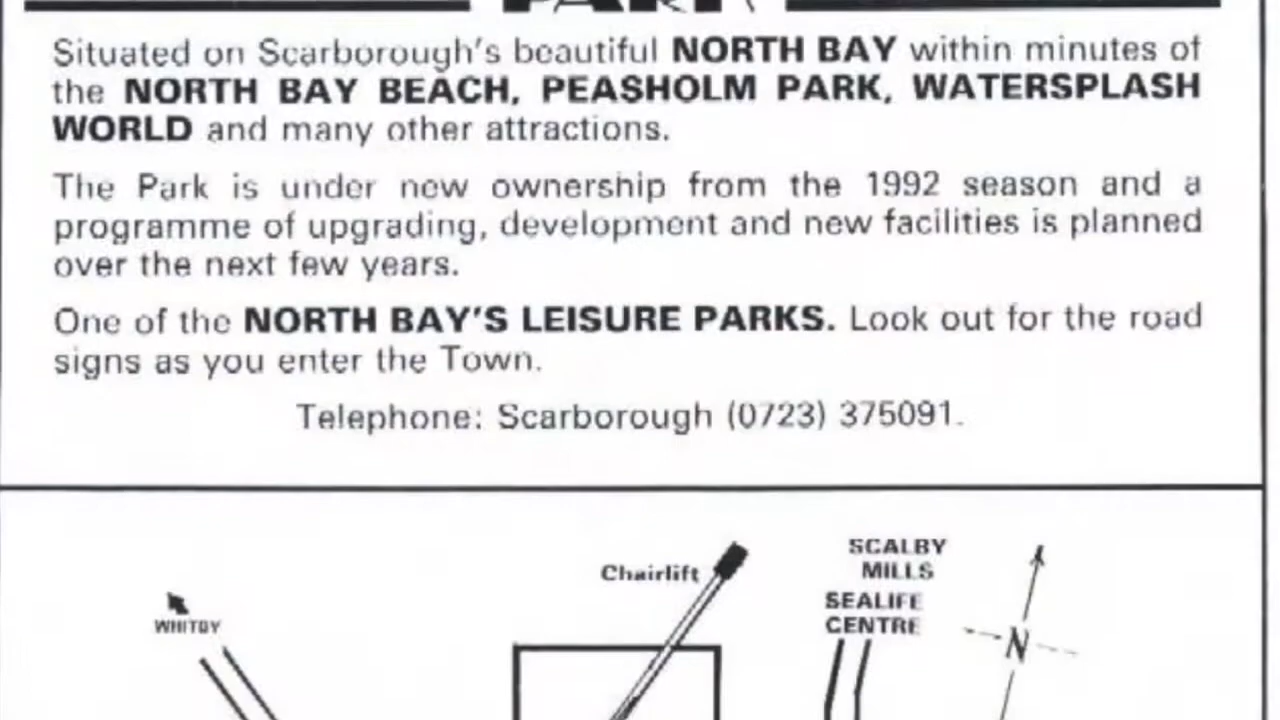 PARK
Situated on Scarborough's beautiful NORTH BAY within minutes of
the NORTH BAY BEACH, PEASHOLM PARK, WATERSPLASH
WORLD and many other attractions.
The Park is under new ownership from the 1992 season and a
programme of upgrading, development and new facilities is planned
over the next few years.
One of the NORTH BAY'S LEISURE PARKS. Look out for the road
signs as you enter the Town.
Telephone: Scarborough (0723) 375091.
Chairlift
SCALBY
MILLS
SEALIFE
CENTRE
WHITBY
N